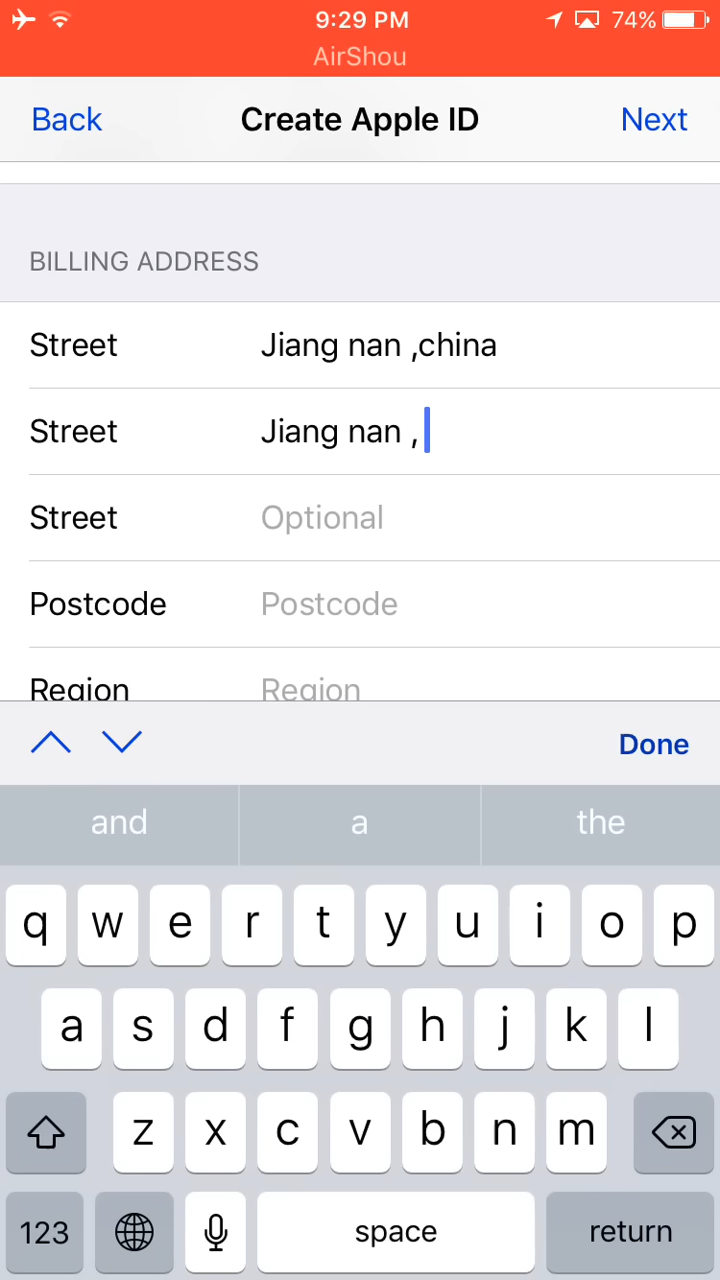 9:29 PM 74%
AirShou
Back Create Apple ID Next
BILLING ADDRESS
Street Jiang nan ,china
Street Jiang nan ,
Street Optional
Postcode Postcode
Region Region
Done
and a the
q w e r t y u i o p
a s d f g h j k l
z x c v b n m
123 space return